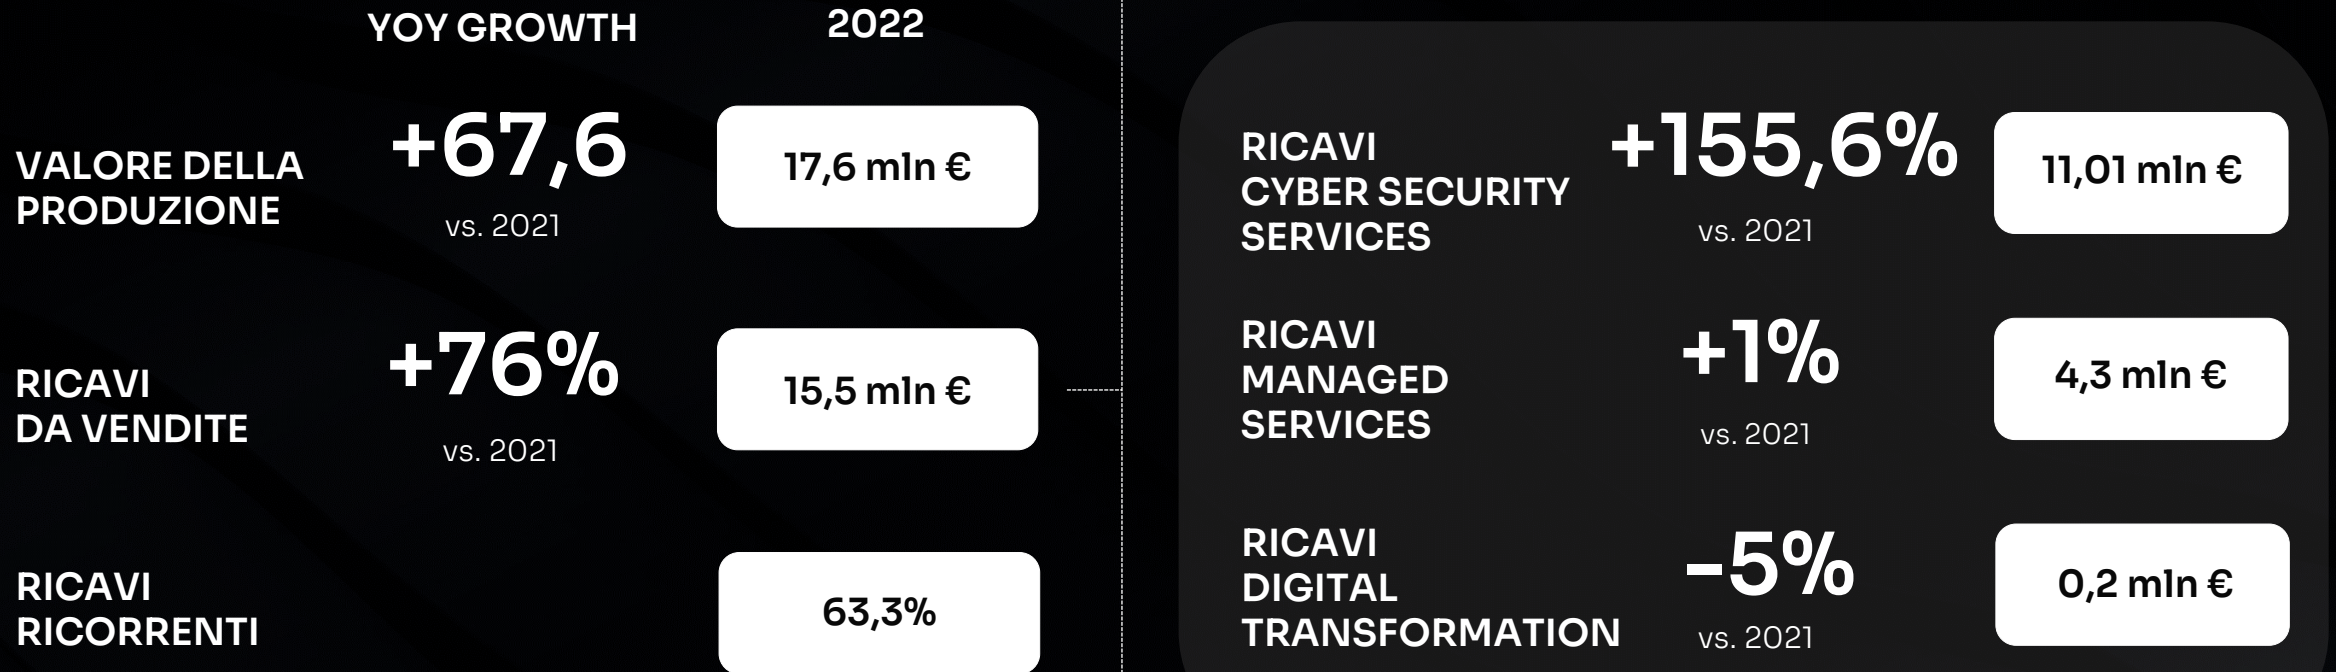 YOY GROWTH
2022
VALORE DELLA
PRODUZIONE
+67,6
vs. 2021
17,6 mln €
RICAVI
DA VENDITE
+76%
vs. 2021
15,5 mln €
RICAVI
RICORRENTI
63,3%
RICAVI
CYBER SECURITY
SERVICES
+155,6%
vs. 2021
11,01 mln €
RICAVI
MANAGED
SERVICES
+1%
vs. 2021
4,3 mln €
RICAVI
DIGITAL
TRANSFORMATION
-5%
vs. 2021
0,2 mln €